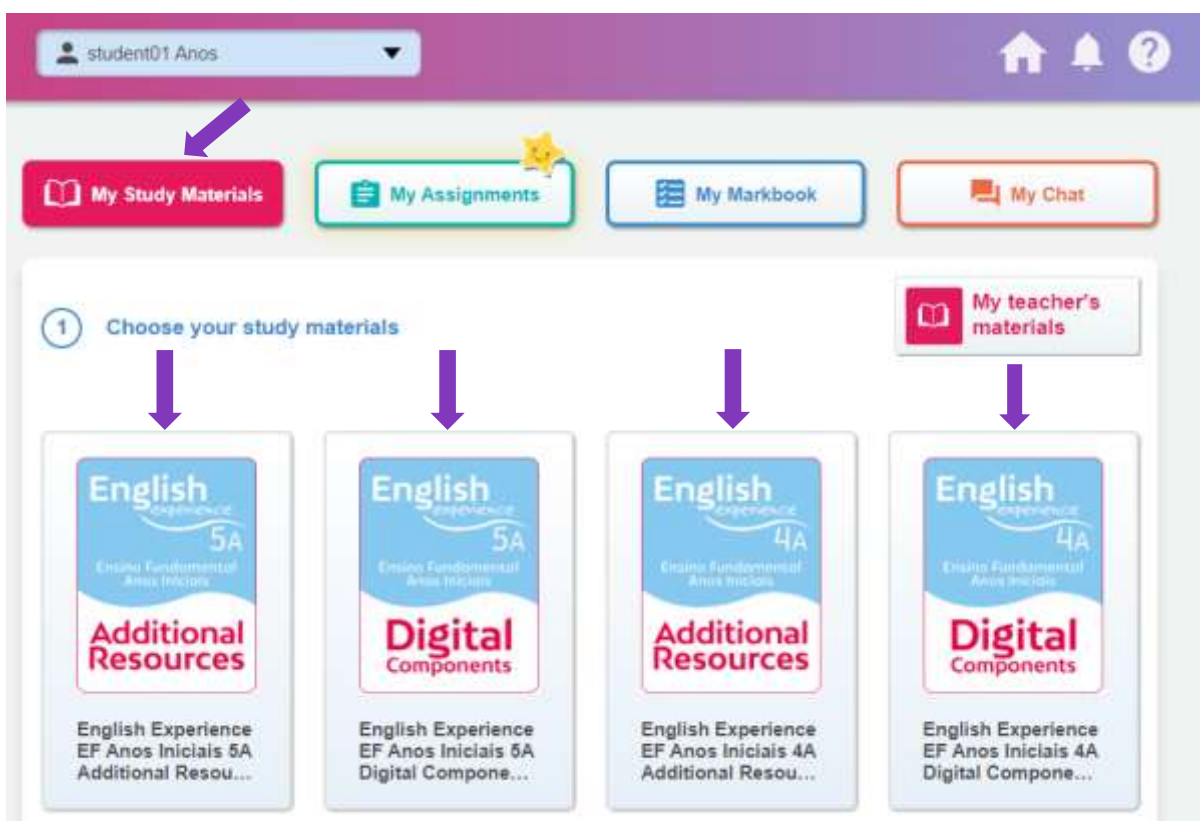 student01 Anos
My Study Materials
My Assignments
My Markbook
My Chat
1 Choose your study materials
My teacher's
materials
English
experience
5A
Ensino Fundamental
Anos Iniciais
Additional
Resources
English Experience
EF Anos Iniciais 5A
Additional Resou...
English
experience
5A
Ensino Fundamental
Anos Iniciais
Digital
Components
English Experience
EF Anos Iniciais 5A
Digital Compone...
English
experience
4A
Ensino Fundamental
Anos Iniciais
Additional
Resources
English Experience
EF Anos Iniciais 4A
Additional Resou...
English
experience
4A
Ensino Fundamental
Anos Iniciais
Digital
Components
English Experience
EF Anos Iniciais 4A
Digital Compone...